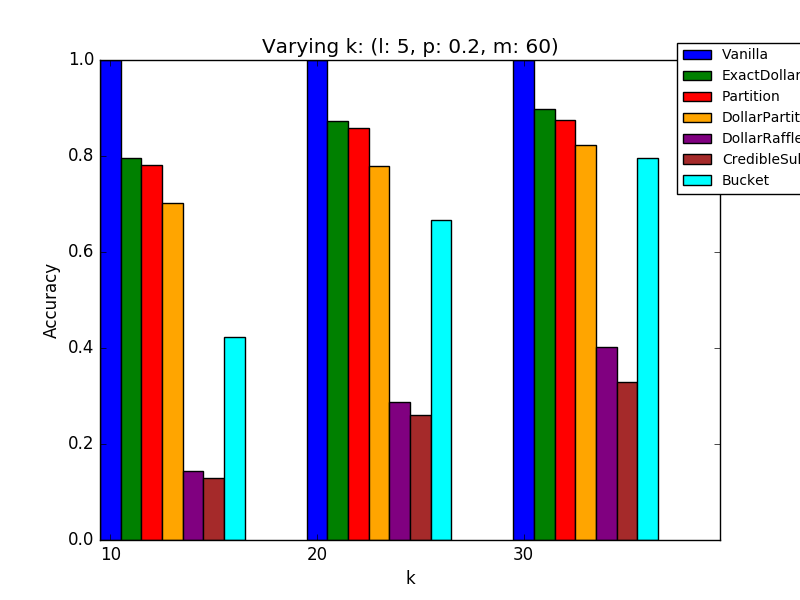 Varying k: (l: 5, p: 0.2, m: 60)
Vanilla
ExactDollar
Partition
DollarPartit
DollarRaffle
CredibleSu
Bucket
1.0
0.8
0.6
0.4
0.2
0.0
Accuracy
10 20 30
k